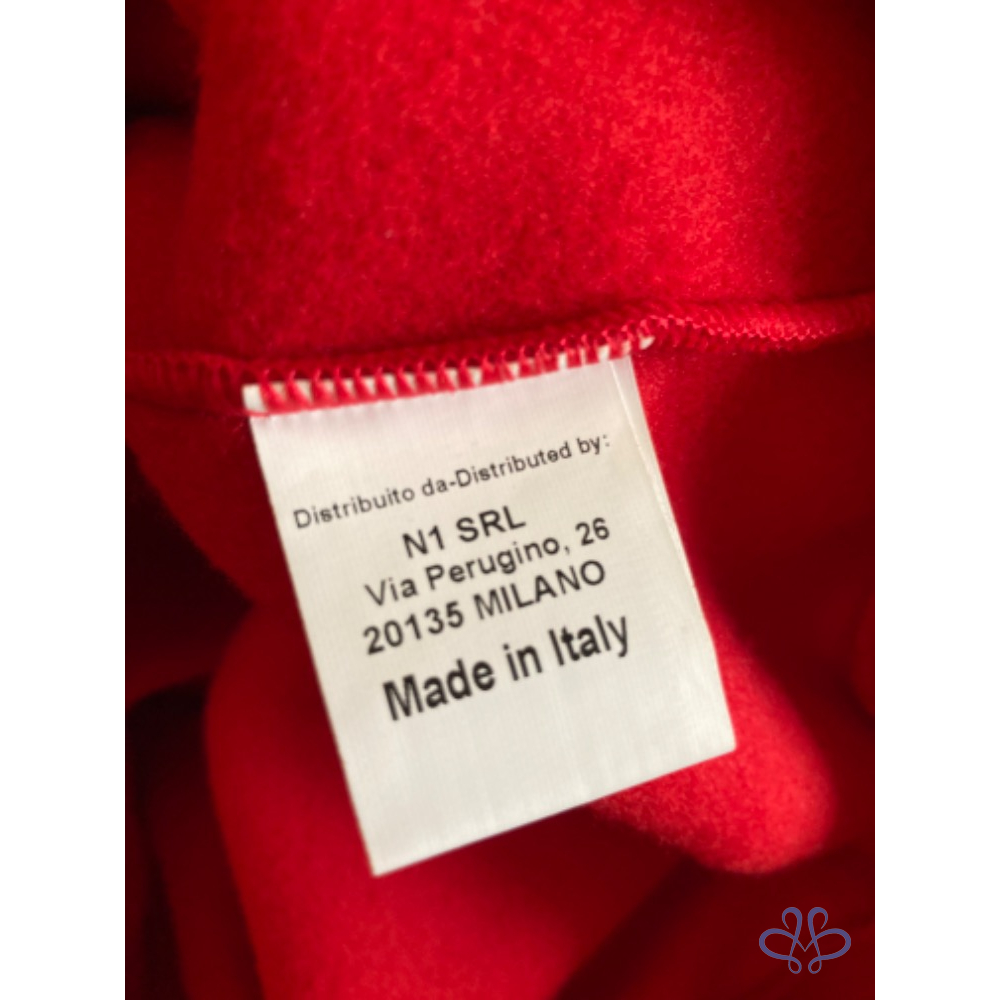 Distribuito da-Distributed by:
N1 SRL
Via Perugino, 26
20135 MILANO
Made in Italy